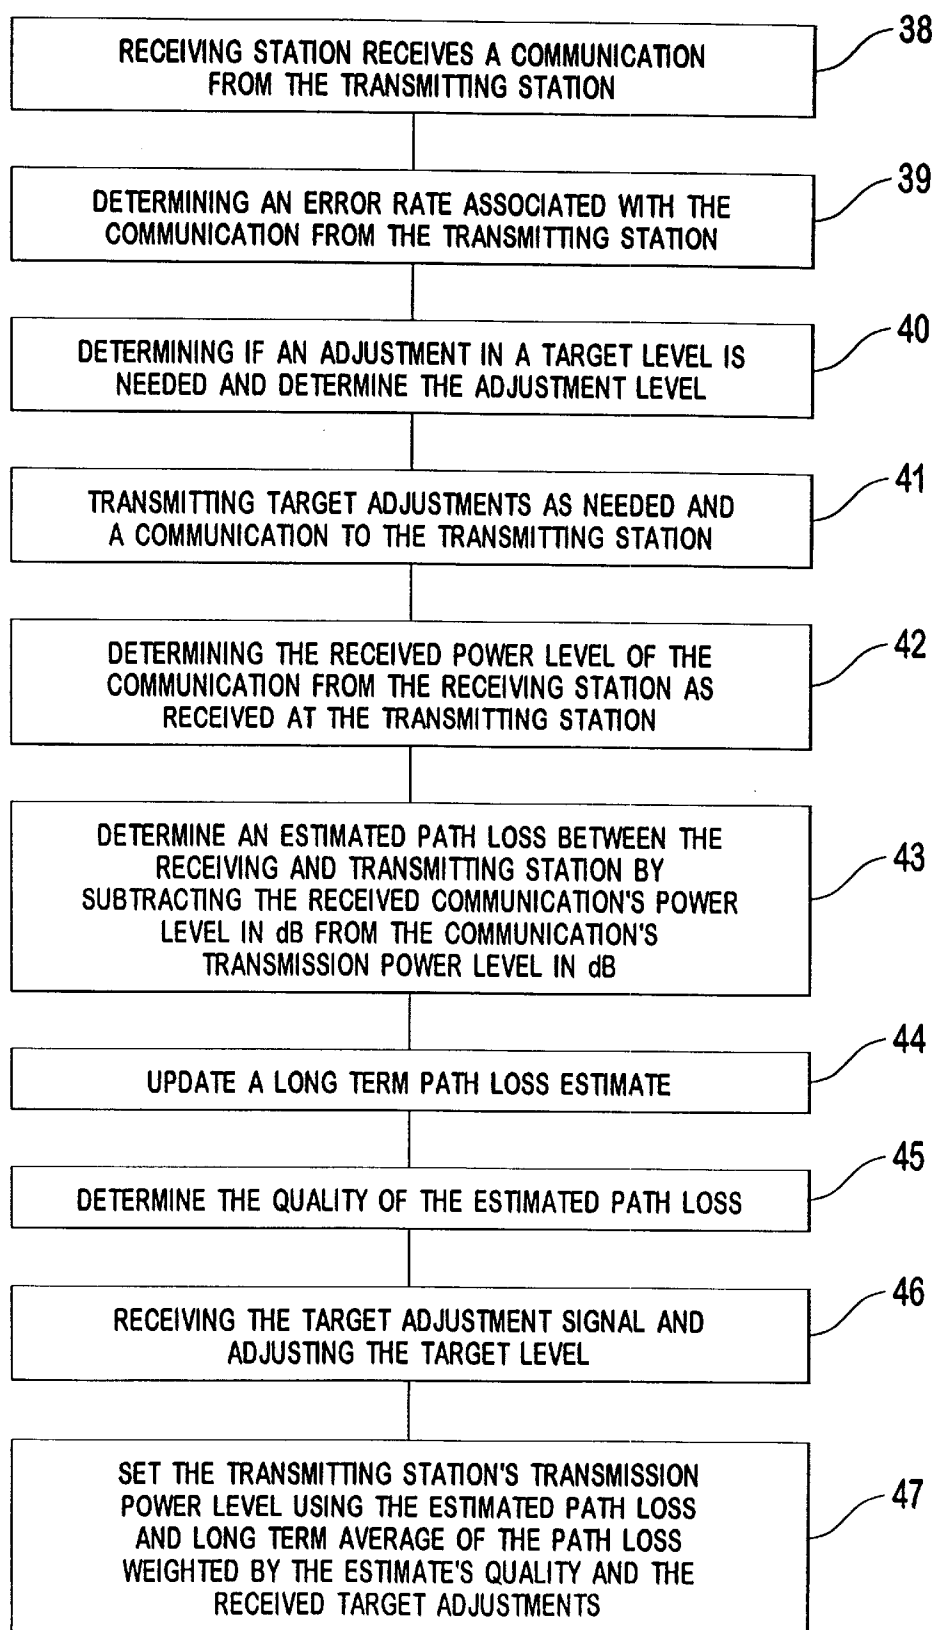 RECEIVING STATION RECEIVES A COMMUNICATION
FROM THE TRANSMITTING STATION
38
DETERMINING AN ERROR RATE ASSOCIATED WITH THE
COMMUNICATION FROM THE TRANSMITTING STATION
39
DETERMINING IF AN ADJUSTMENT IN A TARGET LEVEL IS
NEEDED AND DETERMINE THE ADJUSTMENT LEVEL
40
TRANSMITTING TARGET ADJUSTMENTS AS NEEDED AND
A COMMUNICATION TO THE TRANSMITTING STATION
41
DETERMINING THE RECEIVED POWER LEVEL OF THE
COMMUNICATION FROM THE RECEIVING STATION AS
RECEIVED AT THE TRANSMITTING STATION
42
DETERMINE AN ESTIMATED PATH LOSS BETWEEN THE
RECEIVING AND TRANSMITTING STATION BY
SUBTRACTING THE RECEIVED COMMUNICATION'S POWER
LEVEL IN dB FROM THE COMMUNICATION'S
TRANSMISSION POWER LEVEL IN dB
43
UPDATE A LONG TERM PATH LOSS ESTIMATE
44
DETERMINE THE QUALITY OF THE ESTIMATED PATH LOSS
45
RECEIVING THE TARGET ADJUSTMENT SIGNAL AND
ADJUSTING THE TARGET LEVEL
46
SET THE TRANSMITTING STATION'S TRANSMISSION
POWER LEVEL USING THE ESTIMATED PATH LOSS
AND LONG TERM AVERAGE OF THE PATH LOSS
WEIGHTED BY THE ESTIMATE'S QUALITY AND THE
RECEIVED TARGET ADJUSTMENTS
47